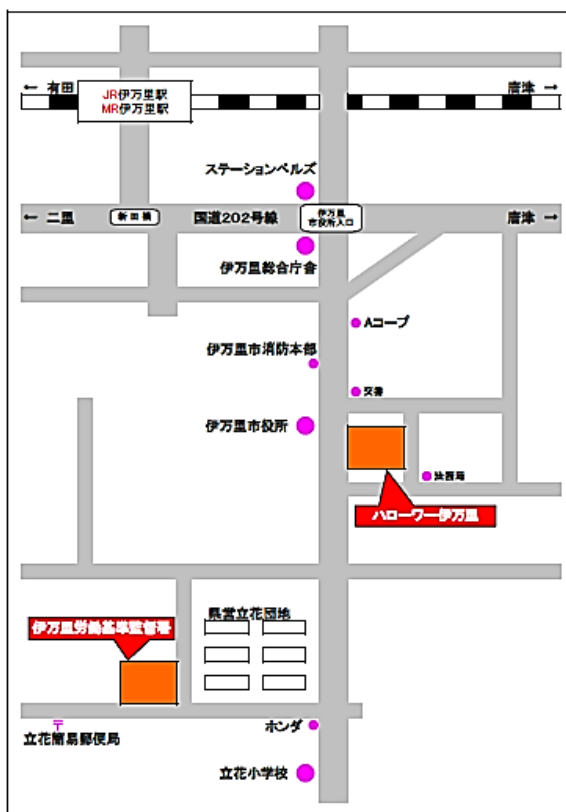 ← 有田
JR伊万里駅
MR伊万里駅
唐津 →
ステーションベルズ
← 二里
新田橋
国道202号線
伊万里
市役所入口
唐津 →
伊万里総合庁舎
Aコープ
伊万里市消防本部
交番
伊万里市役所
法務局
ハローワー伊万里
県営立花団地
伊万里労働基準監督署
〒
立花簡易郵便局
ホンダ
立花小学校